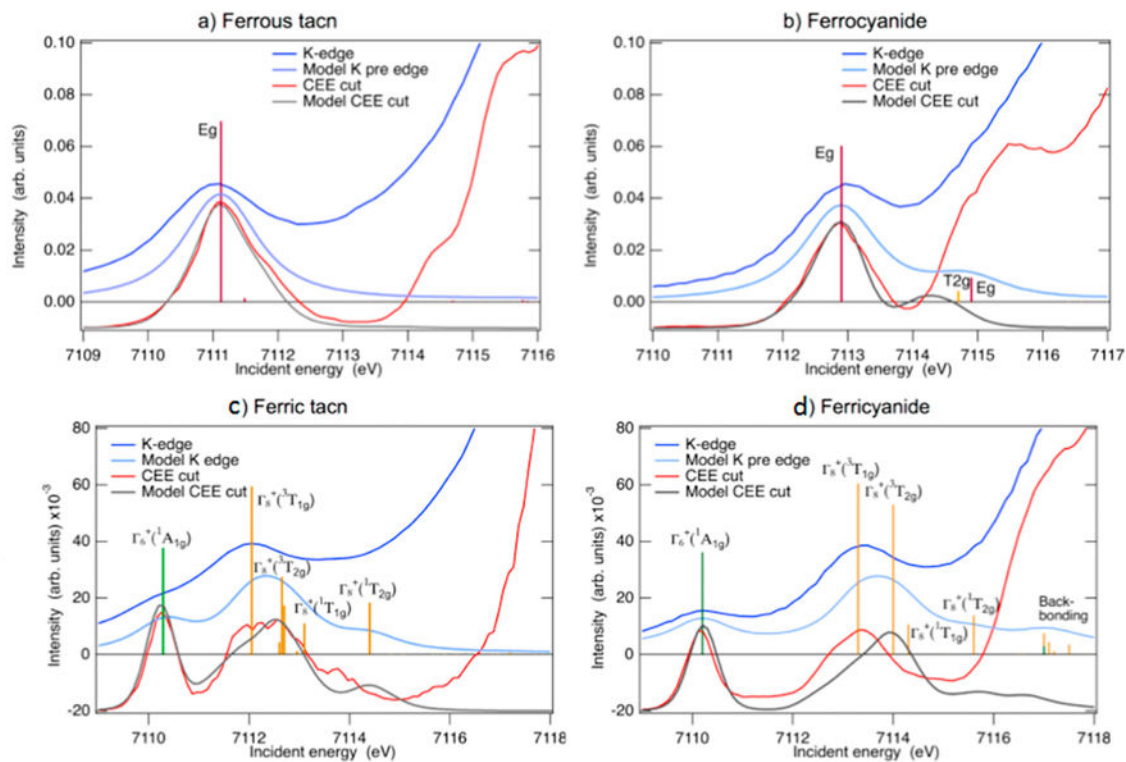 a) Ferrous tacn
0.10
0.08
0.06
0.04
0.02
0.00
Intensity (arb. units)
K-edge
Model K pre edge
CEE cut
Model CEE cut
Eg
7109 7110 7111 7112 7113 7114 7115 7116
Incident energy (eV)
b) Ferrocyanide
0.10
0.08
0.06
0.04
0.02
0.00
Intensity (arb. units)
K-edge
Model K pre edge
CEE cut
Model CEE cut
Eg
T2g
Eg
7110 7111 7112 7113 7114 7115 7116 7117
Incident energy (eV)
c) Ferric tacn
80
60
40
20
0
-20
Intensity (arb. units) x10⁻³
K-edge
Model K edge
CEE cut
Model CEE cut
Γ₈⁺(³T₁g)
Γ₆⁺(¹A₁g)
Γ₈⁺(³T₂g)
Γ₈⁺(¹T₂g)
Γ₈⁺(¹T₁g)
7110 7112 7114 7116 7118
Incident energy (eV)
d) Ferricyanide
80
60
40
20
0
-20
Intensity (arb. units) x10⁻³
K-edge
Model K pre edge
CEE cut
Model CEE cut
Γ₈⁺(³T₁g)
Γ₈⁺(³T₂g)
Γ₆⁺(¹A₁g)
Γ₈⁺(¹T₂g)
Back-
bonding
Γ₈⁺(¹T₁g)
7110 7112 7114 7116 7118
Incident energy (eV)